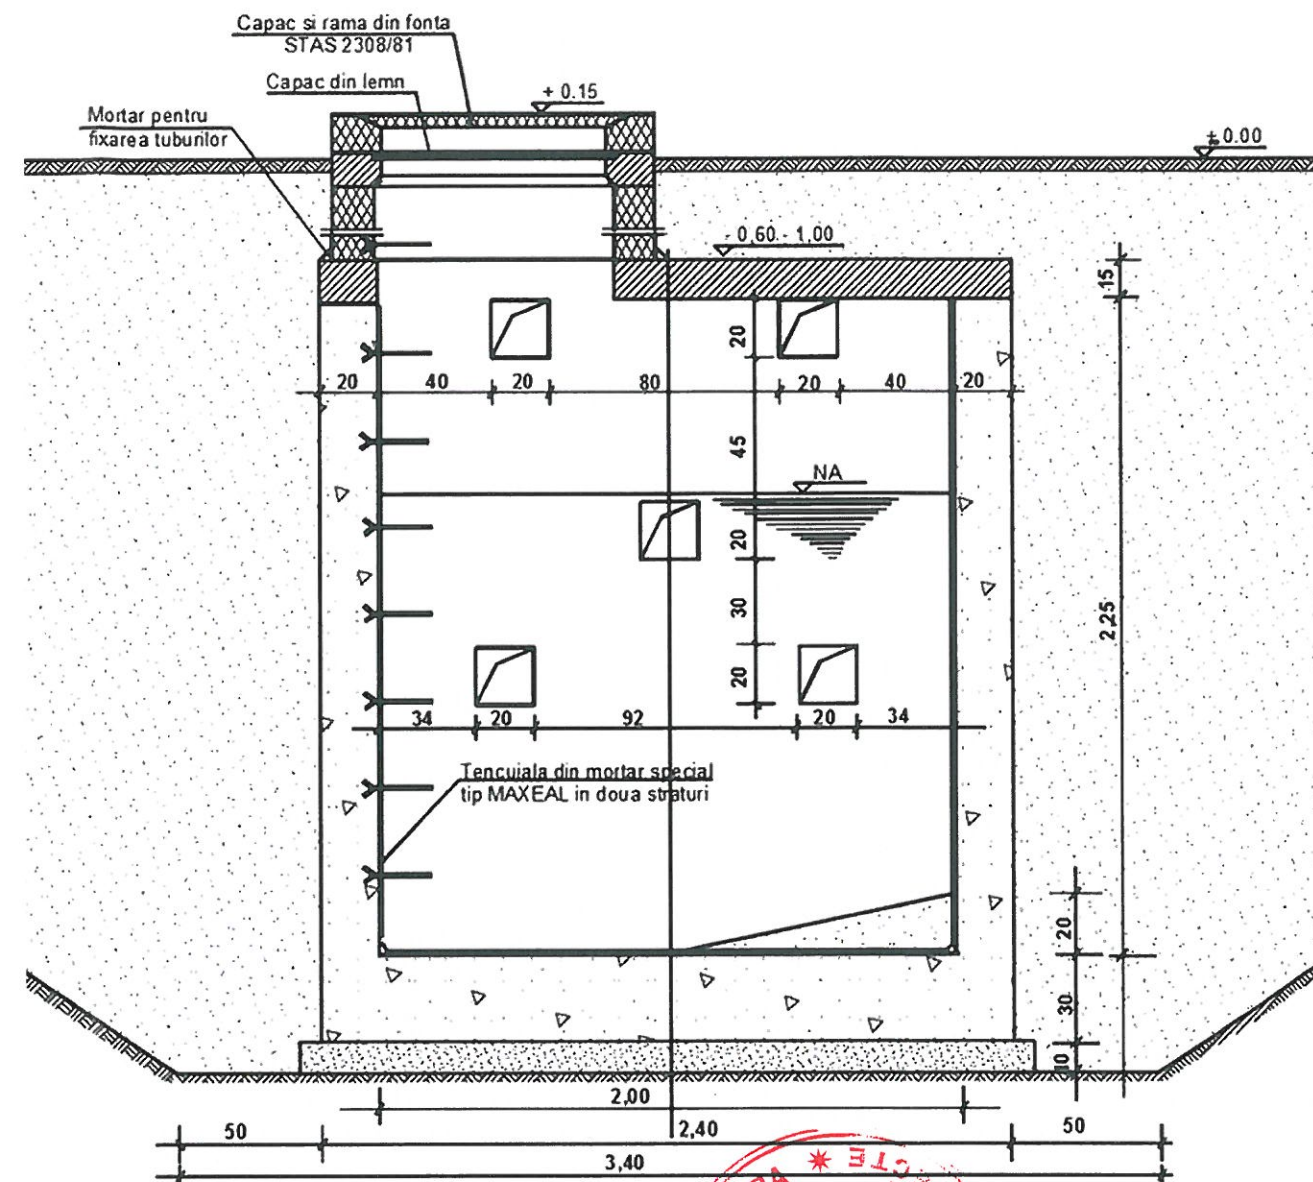 Capac si rama din fonta
STAS 2308/81
Capac din lemn
+ 0.15
Mortar pentru
fixarea tuburilor
± 0.00
- 0,60 - 1,00
15
20
20 40 20 80 20 40 20
45
NA
20
30
2,25
20
34 20 92 20 34
Tencuiala din mortar special
tip MAXEAL in doua straturi
20
30
10
2,00
50 2,40 50
3,40